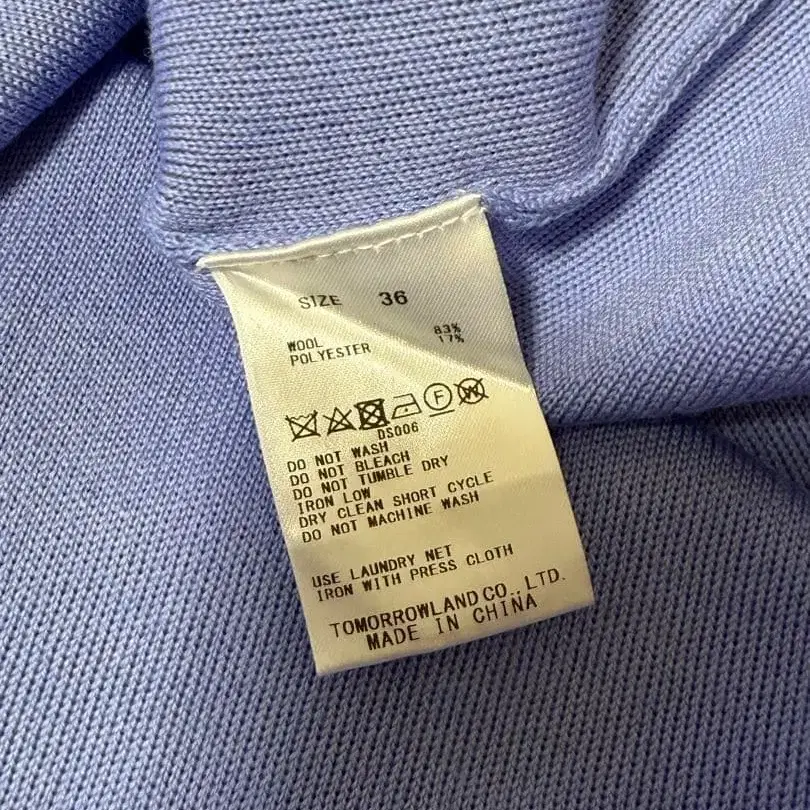 SIZE 36
WOOL 83%
POLYESTER 17%
F W
DS006
DO NOT WASH
DO NOT BLEACH
DO NOT TUMBLE DRY
IRON LOW
DRY CLEAN SHORT CYCLE
DO NOT MACHINE WASH
USE LAUNDRY NET
IRON WITH PRESS CLOTH
TOMORROWLAND CO., LTD.
MADE IN CHINA